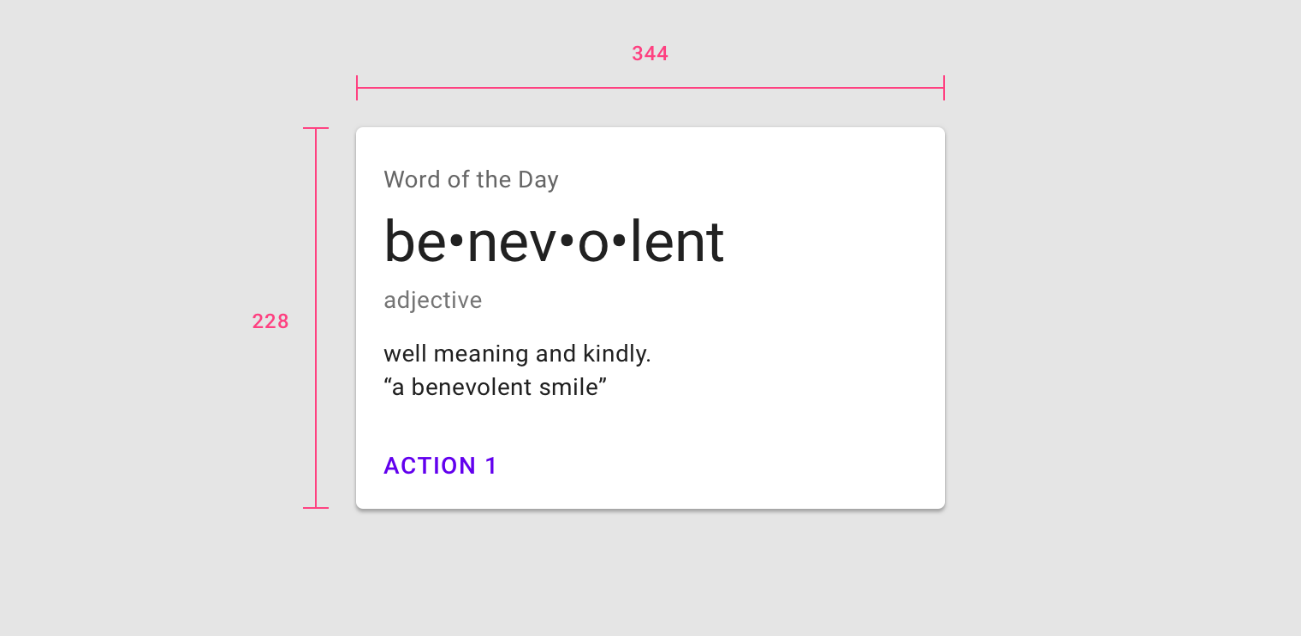 344
Word of the Day
be•nev•o•lent
adjective
228
well meaning and kindly.
“a benevolent smile”
ACTION 1